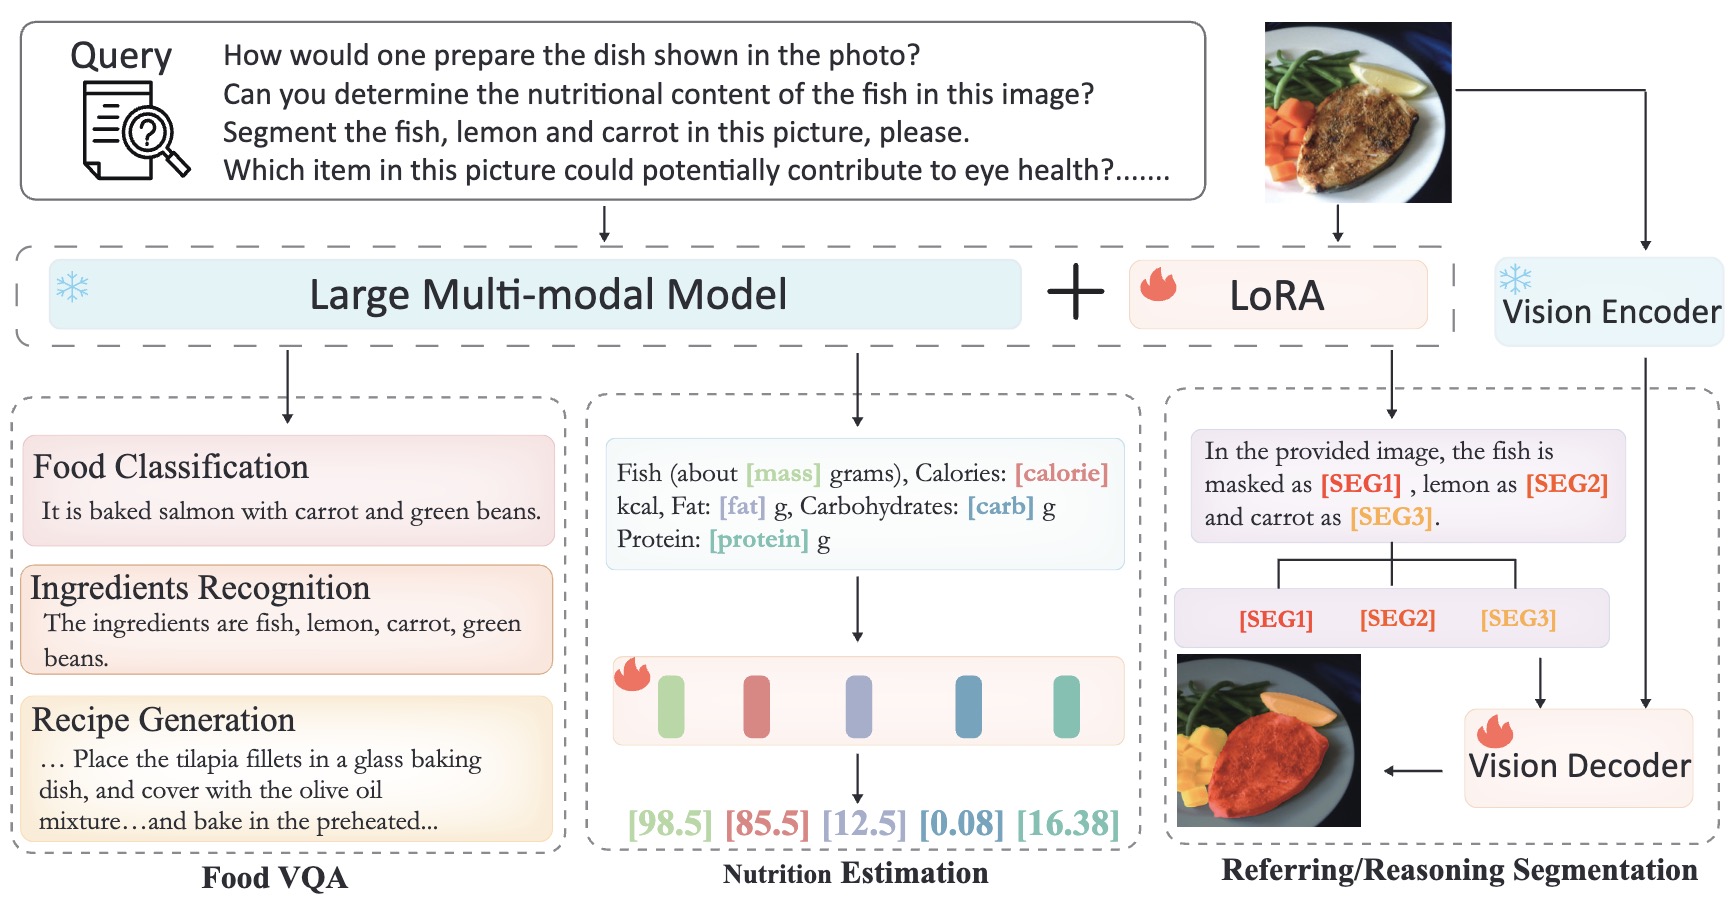 Query
How would one prepare the dish shown in the photo?
Can you determine the nutritional content of the fish in this image?
Segment the fish, lemon and carrot in this picture, please.
Which item in this picture could potentially contribute to eye health?.......
Large Multi-modal Model
+
LoRA
Vision Encoder
Food Classification
It is baked salmon with carrot and green beans.
Ingredients Recognition
The ingredients are fish, lemon, carrot, green
beans.
Recipe Generation
… Place the tilapia fillets in a glass baking
dish, and cover with the olive oil
mixture…and bake in the preheated...
Food VQA
Fish (about [mass] grams), Calories: [calorie]
kcal, Fat: [fat] g, Carbohydrates: [carb] g
Protein: [protein] g
[98.5] [85.5] [12.5] [0.08] [16.38]
Nutrition Estimation
In the provided image, the fish is
masked as [SEG1] , lemon as [SEG2]
and carrot as [SEG3].
[SEG1] [SEG2] [SEG3]
Vision Decoder
Referring/Reasoning Segmentation